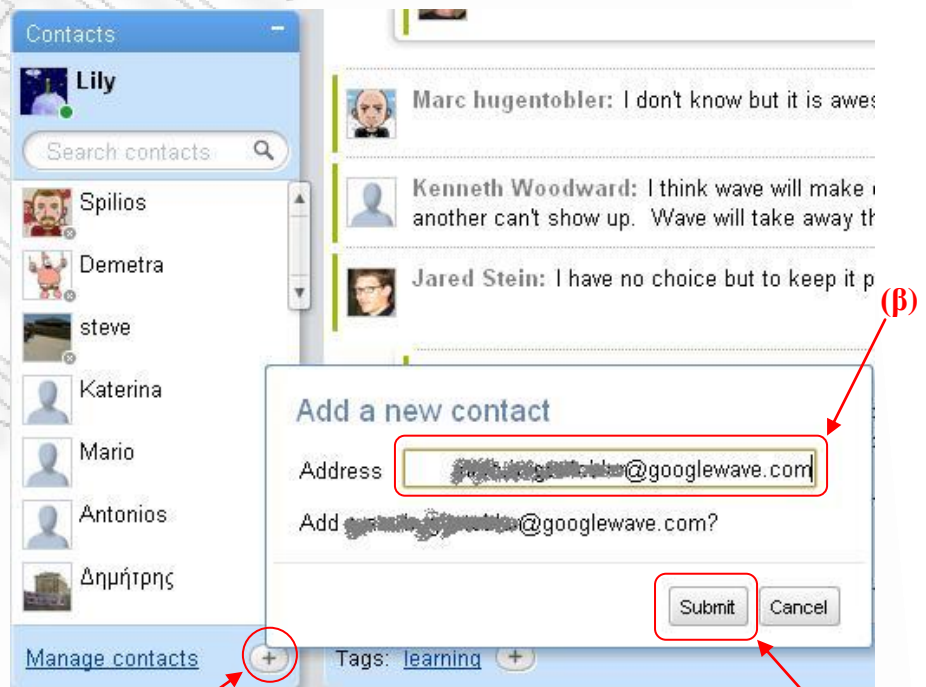 Contacts
Lily
Search contacts
Spilios
Demetra
steve
Katerina
Mario
Antonios
Δημήτρης
Manage contacts
Marc hugentobler: I don't know but it is awes
Kenneth Woodward: I think wave will make
another can't show up. Wave will take away th
Jared Stein: I have no choice but to keep it p
(β)
Add a new contact
Address @googlewave.com
Add @googlewave.com?
Submit Cancel
Tags: learning